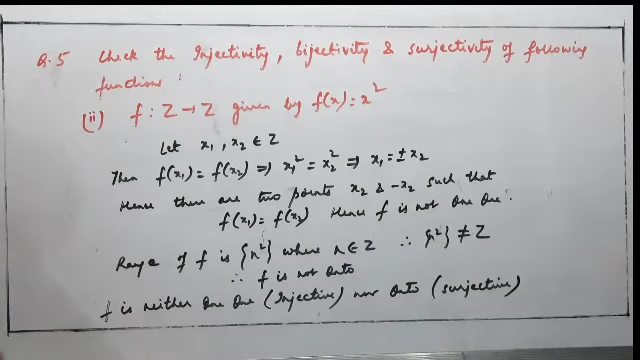 Q.5 Check the Injectivity, bijectivity & surjectivity of following
functions:
(ii) f : Z → Z given by f(x) = x²
Let x₁, x₂ ∈ Z
Then f(x₁) = f(x₂) ⇒ x₁² = x₂² ⇒ x₁ = ± x₂
Hence there are two points x₂ & -x₂ such that
f(x₁) = f(x₂) Hence f is not One One.
Range of f is {n²} where n ∈ Z ∴ {n²} ≠ Z
∴ f is not Onto
f is neither One One (Injective) nor Onto (surjective)